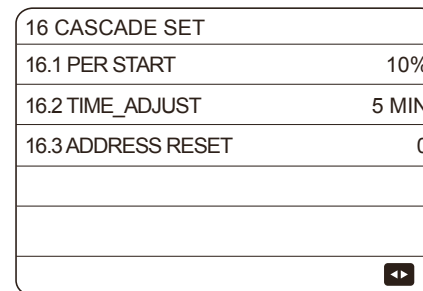 16 CASCADE SET
16.1 PER START 10%
16.2 TIME_ADJUST 5 MIN
16.3 ADDRESS RESET 0